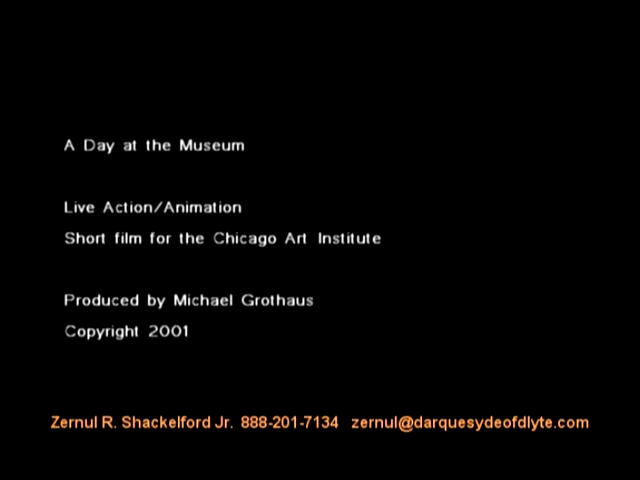 A Day at the Museum
Live Action/Animation
Short film for the Chicago Art Institute
Produced by Michael Grothaus
Copyright 2001
Zernul R. Shackelford Jr. 888-201-7134 zernul@darquesydeofdlyte.com